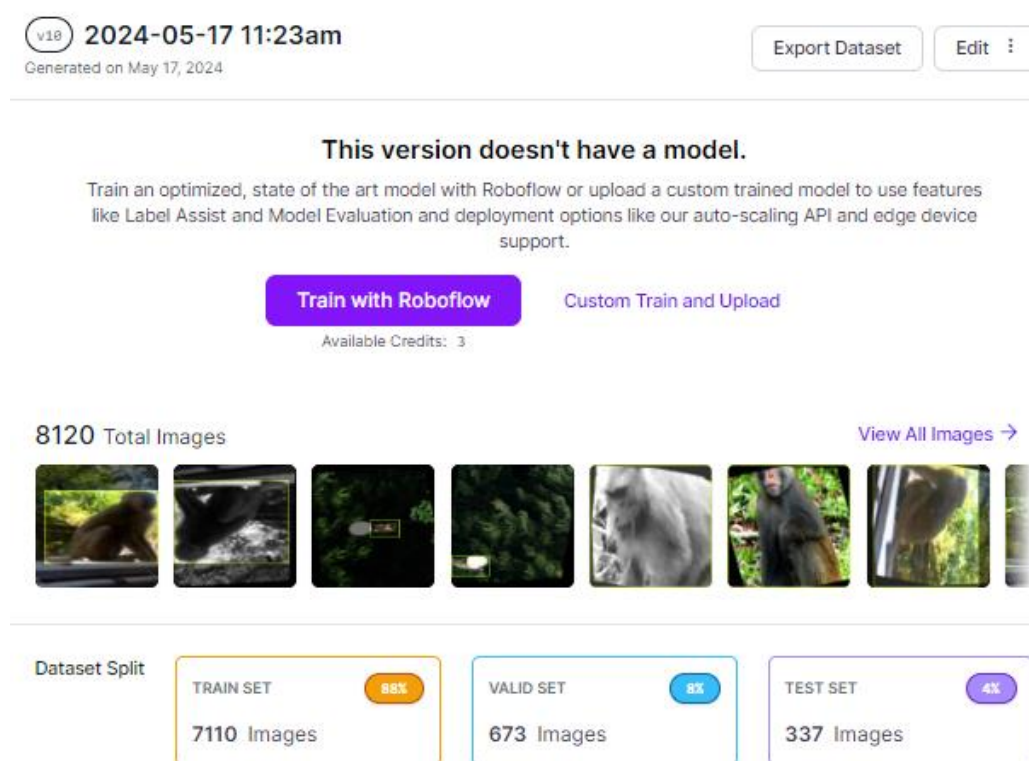 v10 2024-05-17 11:23am
Generated on May 17, 2024
Export Dataset
Edit
This version doesn't have a model.
Train an optimized, state of the art model with Roboflow or upload a custom trained model to use features
like Label Assist and Model Evaluation and deployment options like our auto-scaling API and edge device
support.
Train with Roboflow
Custom Train and Upload
Available Credits: 3
8120 Total Images
View All Images →
Dataset Split
TRAIN SET 88%
7110 Images
VALID SET 8%
673 Images
TEST SET 4%
337 Images